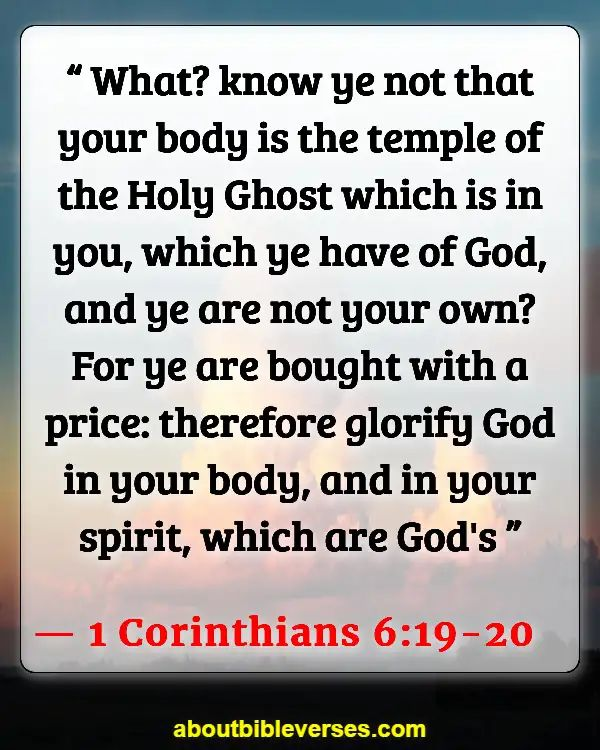 “ What? know ye not that
your body is the temple of
the Holy Ghost which is in
you, which ye have of God,
and ye are not your own?
For ye are bought with a
price: therefore glorify God
in your body, and in your
spirit, which are God's ”
— 1 Corinthians 6:19-20
aboutbibleverses.com